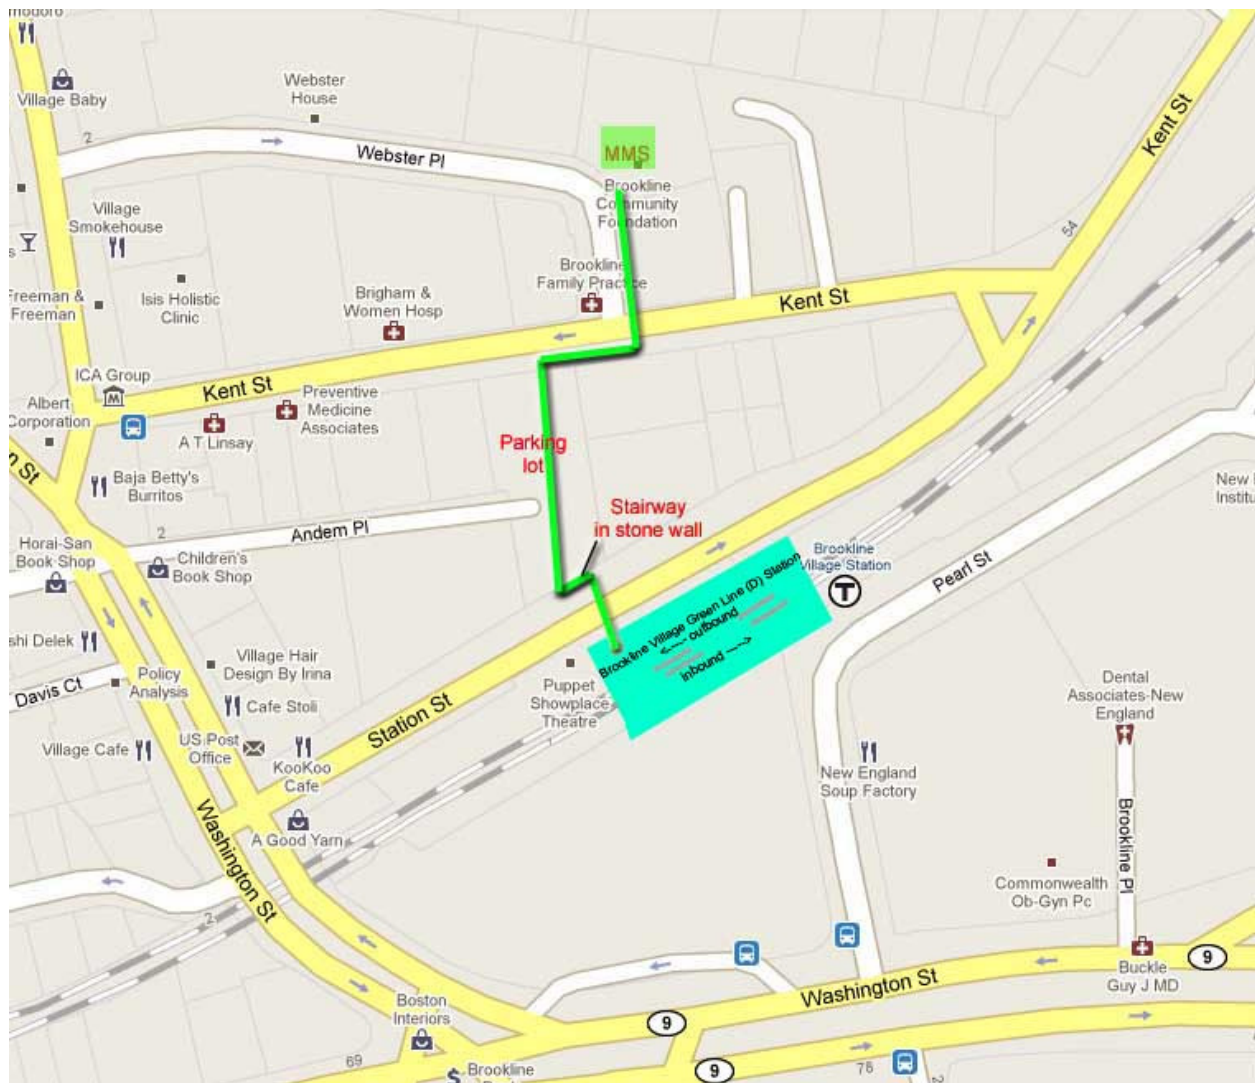 modoro
Village Baby
Webster
House
2
Webster Pl
MMS
Brookline
Community
Foundation
Kent St
Village
Smokehouse
s
54
Freeman &
Freeman
Isis Holistic
Clinic
Brigham &
Women Hosp
Brookline
Family Practice
Kent St
ICA Group
Kent St
Albert
Corporation
Preventive
Medicine
Associates
A T Linsay
Parking
lot
n St
Baja Betty's
Burritos
New
Institu
Stairway
in stone wall
2
Andem Pl
Horai-San
Book Shop
Children's
Book Shop
Brookline
Village Station
T
Pearl St
Brookline Village Green Line (D) Station
<--- outbound
inbound --->
shi Delek
Village Hair
Design By Irina
Policy
Analysis
Davis Ct
Cafe Stoli
Puppet
Showplace
Theatre
Station St
Dental
Associates-New
England
Village Cafe
US Post
Office
KooKoo
Cafe
New England
Soup Factory
A Good Yarn
Washington St
Brookline Pl
Commonwealth
Ob-Gyn Pc
2
9
Buckle
Guy J MD
Washington St
Boston
Interiors
9
69
9
78
Brookline